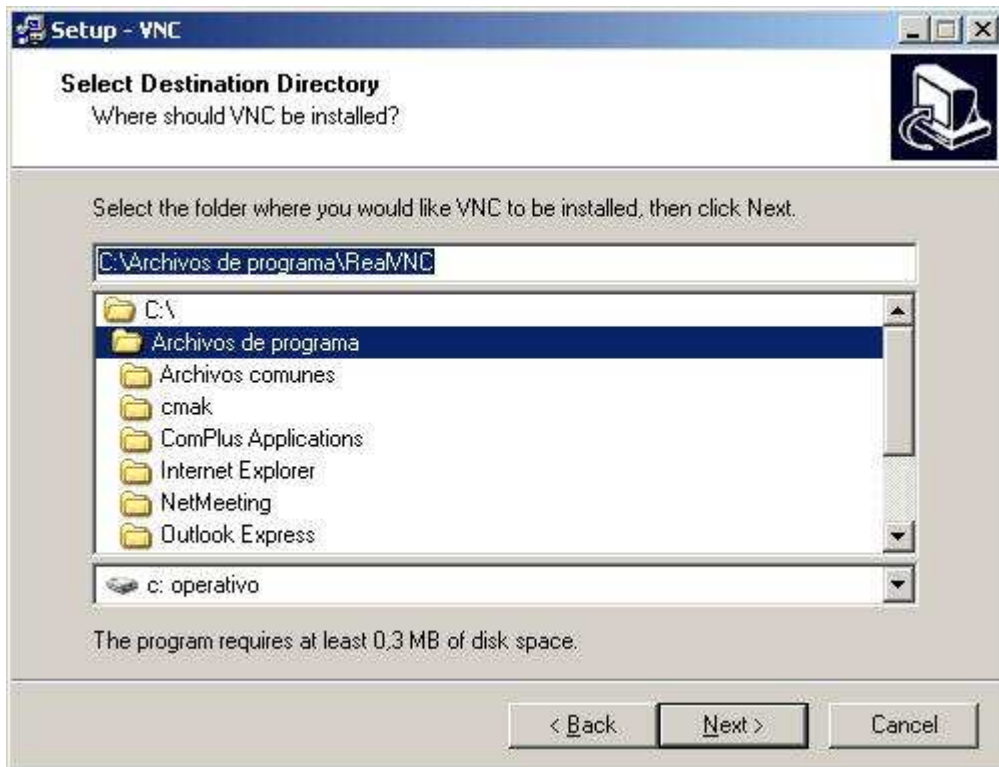 Setup - VNC
Select Destination Directory
Where should VNC be installed?
Select the folder where you would like VNC to be installed, then click Next.
C:\Archivos de programa\RealVNC
C:\
Archivos de programa
Archivos comunes
cmak
ComPlus Applications
Internet Explorer
NetMeeting
Outlook Express
c: operativo
The program requires at least 0,3 MB of disk space.
< Back Next > Cancel